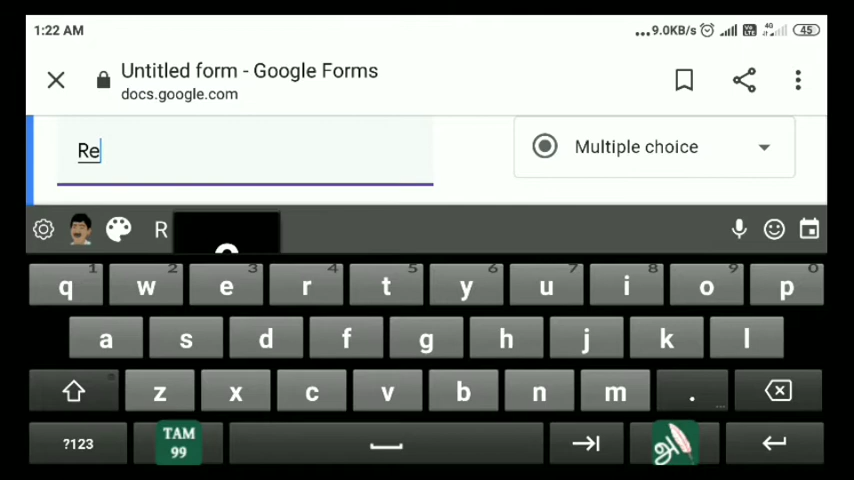 1:22 AM
...9.0KB/s
4G
45
Untitled form - Google Forms
docs.google.com
Re
Multiple choice
R
q 1 w 2 e 3 r 4 t 5 y 6 u 7 i 8 o 9 p 0
a s d f g h j k l
z x c v b n m . ...
?123 TAM 99 அ